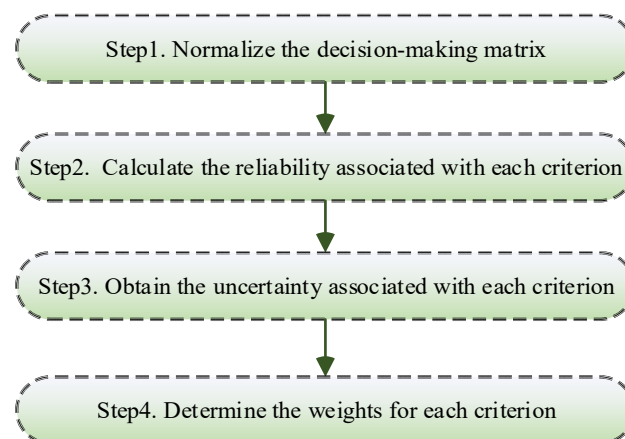 Step1. Normalize the decision-making matrix
Step2.  Calculate the reliability associated with each criterion
Step3. Obtain the uncertainty associated with each criterion
Step4. Determine the weights for each criterion